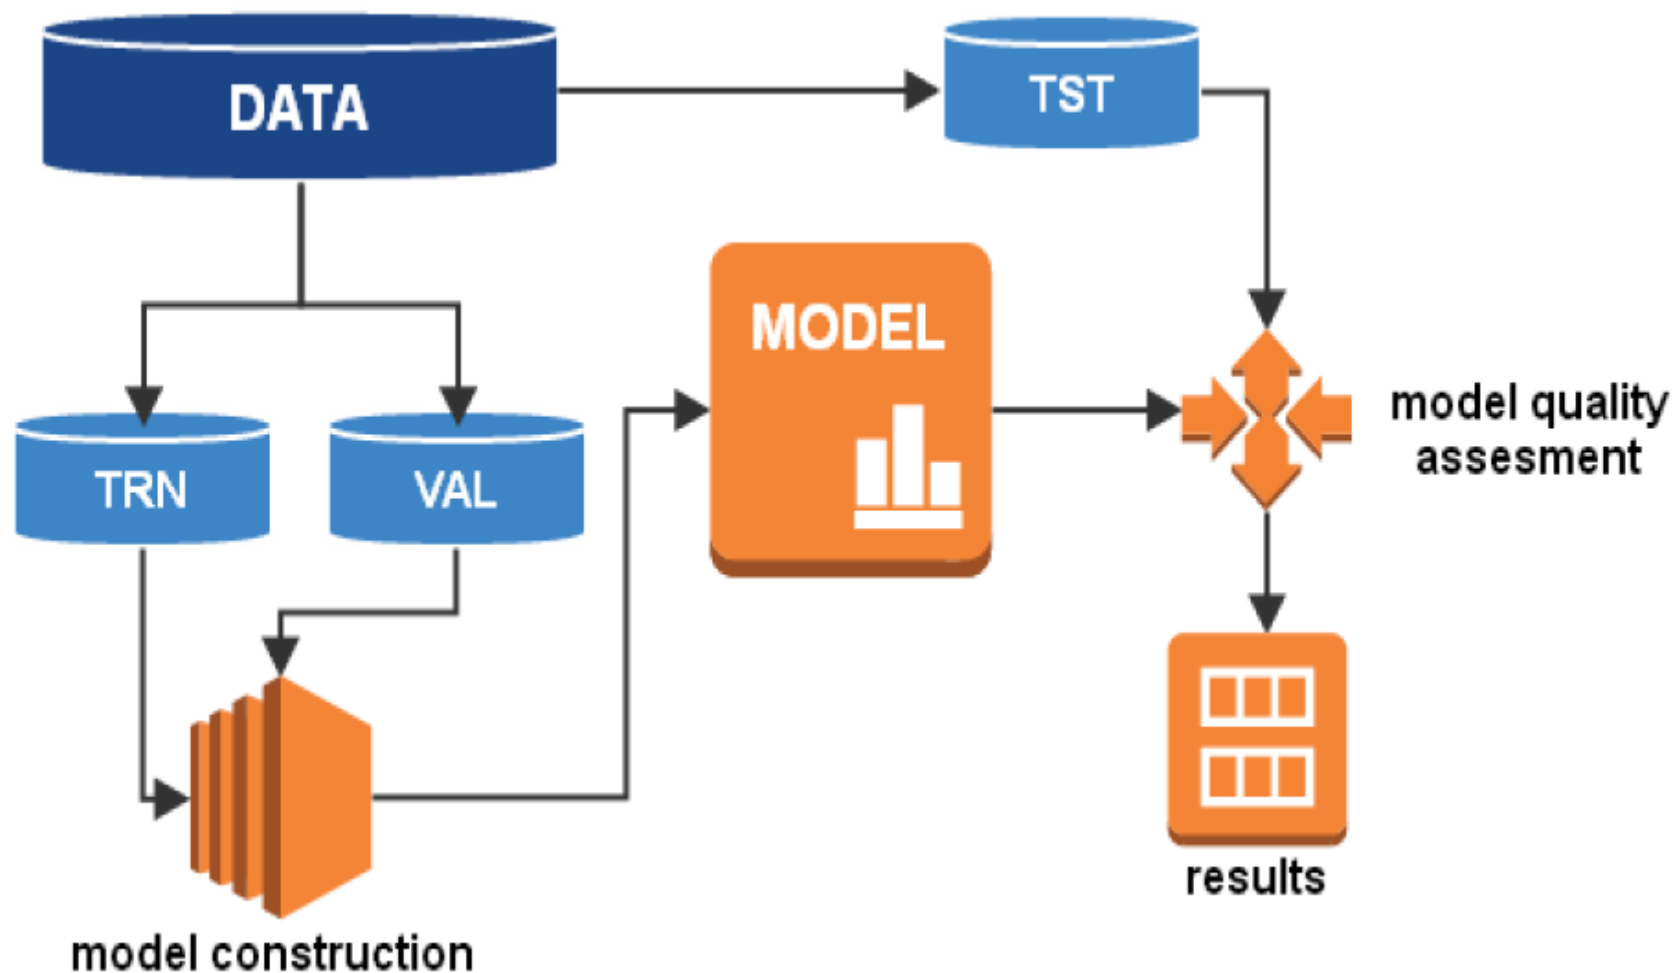 DATA
TST
MODEL
model quality
assesment
TRN
VAL
results
model construction